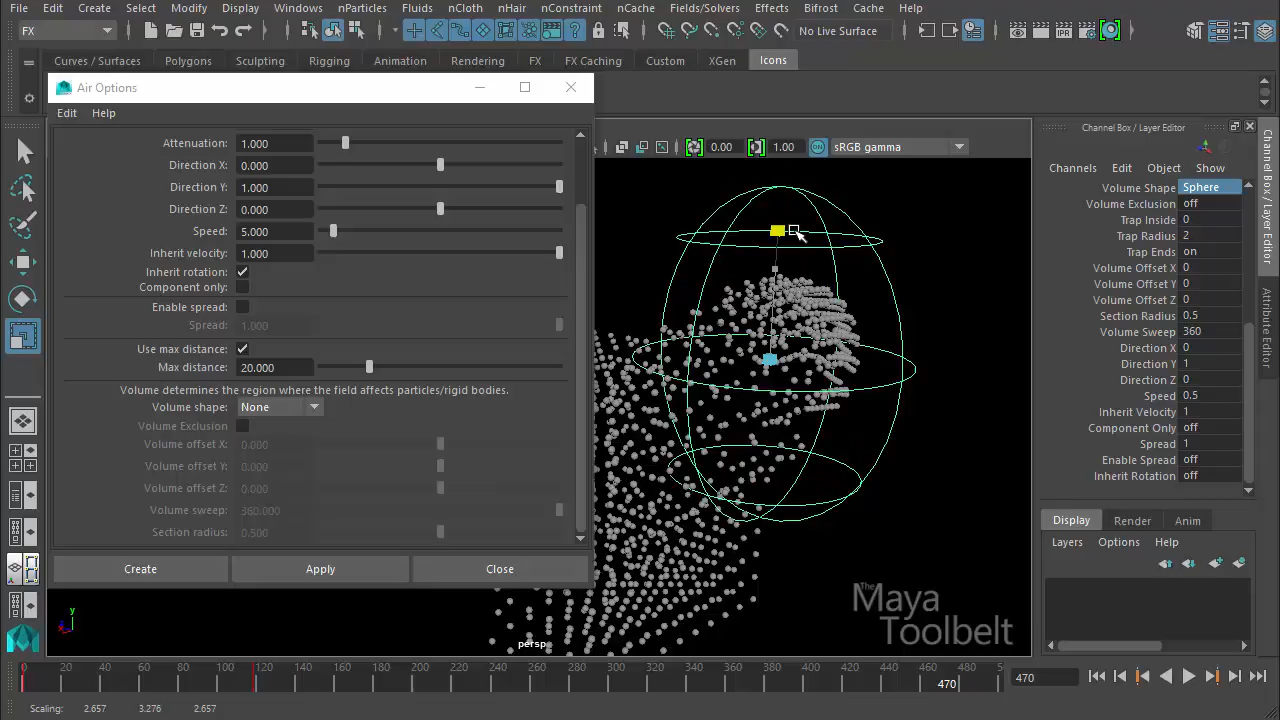 File Edit Create Select Modify Display Windows nParticles Fluids nCloth nHair nConstraint nCache Fields/Solvers Effects Bifrost Cache Help
FX
No Live Surface
IPR
Curves / Surfaces Polygons Sculpting Rigging Animation Rendering FX FX Caching Custom XGen Icons
Air Options
Edit Help
Attenuation: 1.000
Direction X: 0.000
Direction Y: 1.000
Direction Z: 0.000
Speed: 5.000
Inherit velocity: 1.000
Inherit rotation:
Component only:
Enable spread:
Spread: 1.000
Use max distance:
Max distance: 20.000
Volume determines the region where the field affects particles/rigid bodies.
Volume shape: None
Volume Exclusion
Volume offset X: 0.000
Volume offset Y: 0.000
Volume offset Z: 0.000
Volume sweep: 360.000
Section radius: 0.500
Create Apply Close
0.00 1.00 ON sRGB gamma
persp
y
The
Maya
Toolbelt
Channel Box / Layer Editor
Channels Edit Object Show
Volume Shape Sphere
Volume Exclusion off
Trap Inside 0
Trap Radius 2
Trap Ends on
Volume Offset X 0
Volume Offset Y 0
Volume Offset Z 0
Section Radius 0.5
Volume Sweep 360
Direction X 0
Direction Y 1
Direction Z 0
Speed 0.5
Inherit Velocity 1
Component Only off
Spread 1
Enable Spread off
Inherit Rotation off
Display Render Anim
Layers Options Help
Channel Box / Layer Editor
Attribute Editor
0 20 40 60 80 100 120 140 160 180 200 220 240 260 280 300 320 340 360 380 400 420 440 460 480 50
470
470
Scaling: 2.657 3.276 2.657